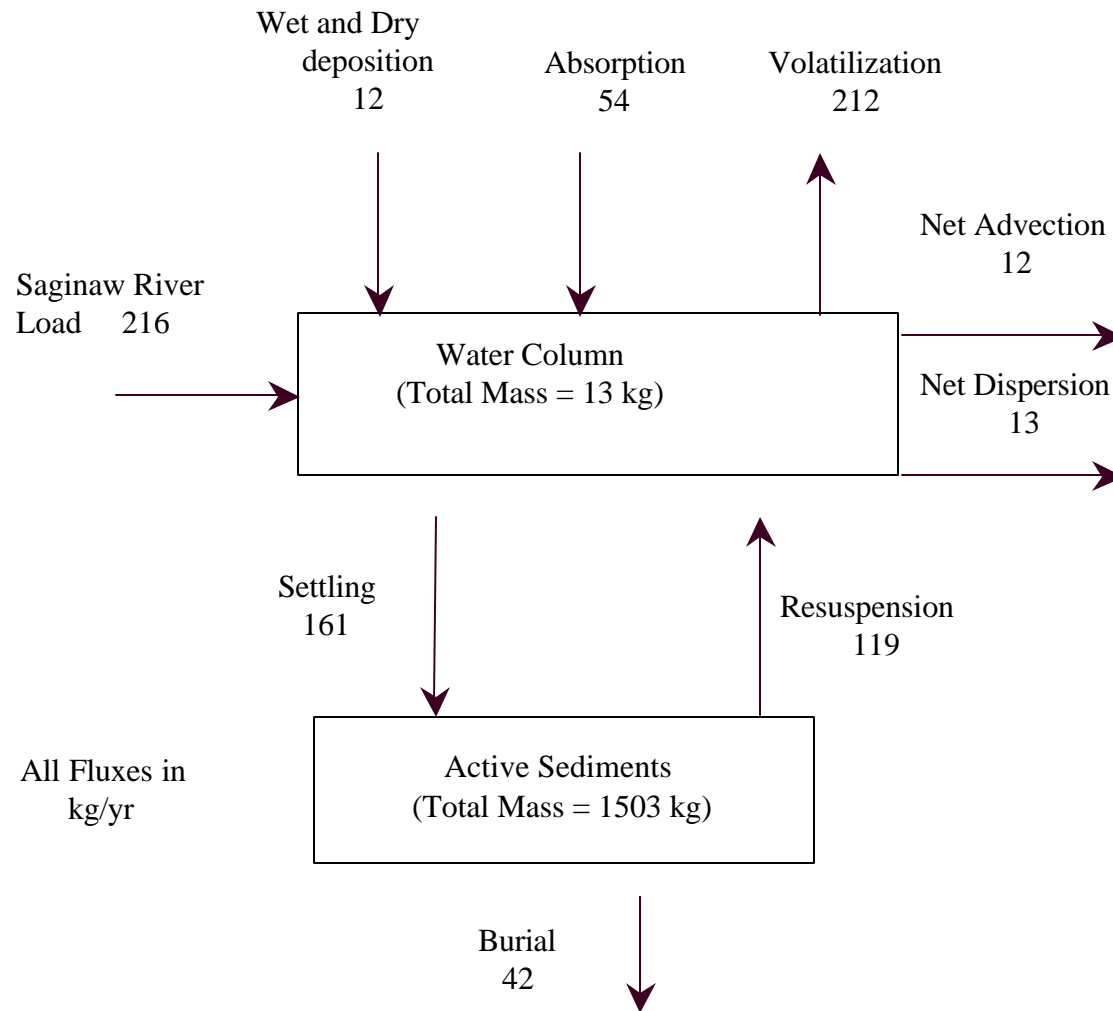 Wet and Dry
deposition
12
Absorption
54
Volatilization
212
Net Advection
12
Saginaw River
Load 216
Water Column
(Total Mass = 13 kg)
Net Dispersion
13
Settling
161
Resuspension
119
All Fluxes in
kg/yr
Active Sediments
(Total Mass = 1503 kg)
Burial
42